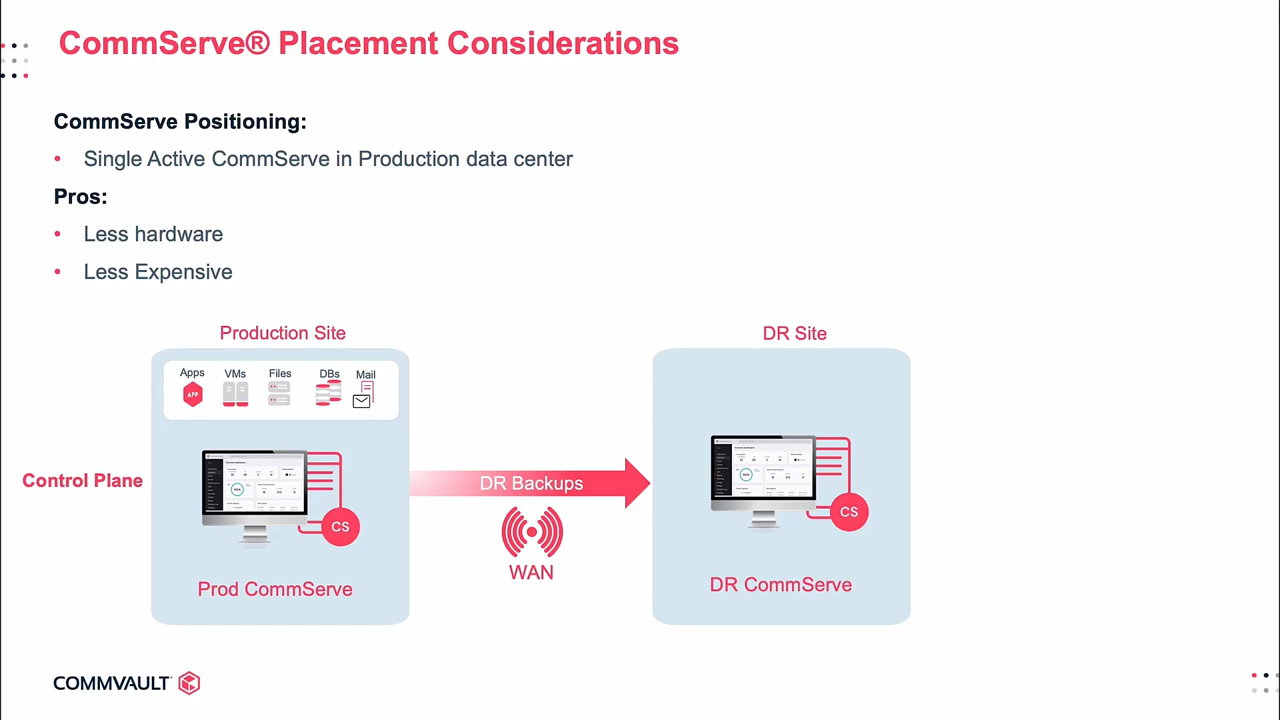 CommServe® Placement Considerations
CommServe Positioning:
• Single Active CommServe in Production data center
Pros:
• Less hardware
• Less Expensive
Production Site
DR Site
Apps VMs Files DBs Mail
APP
Control Plane
DR Backups
CS
CS
WAN
Prod CommServe
DR CommServe
COMMVAULT